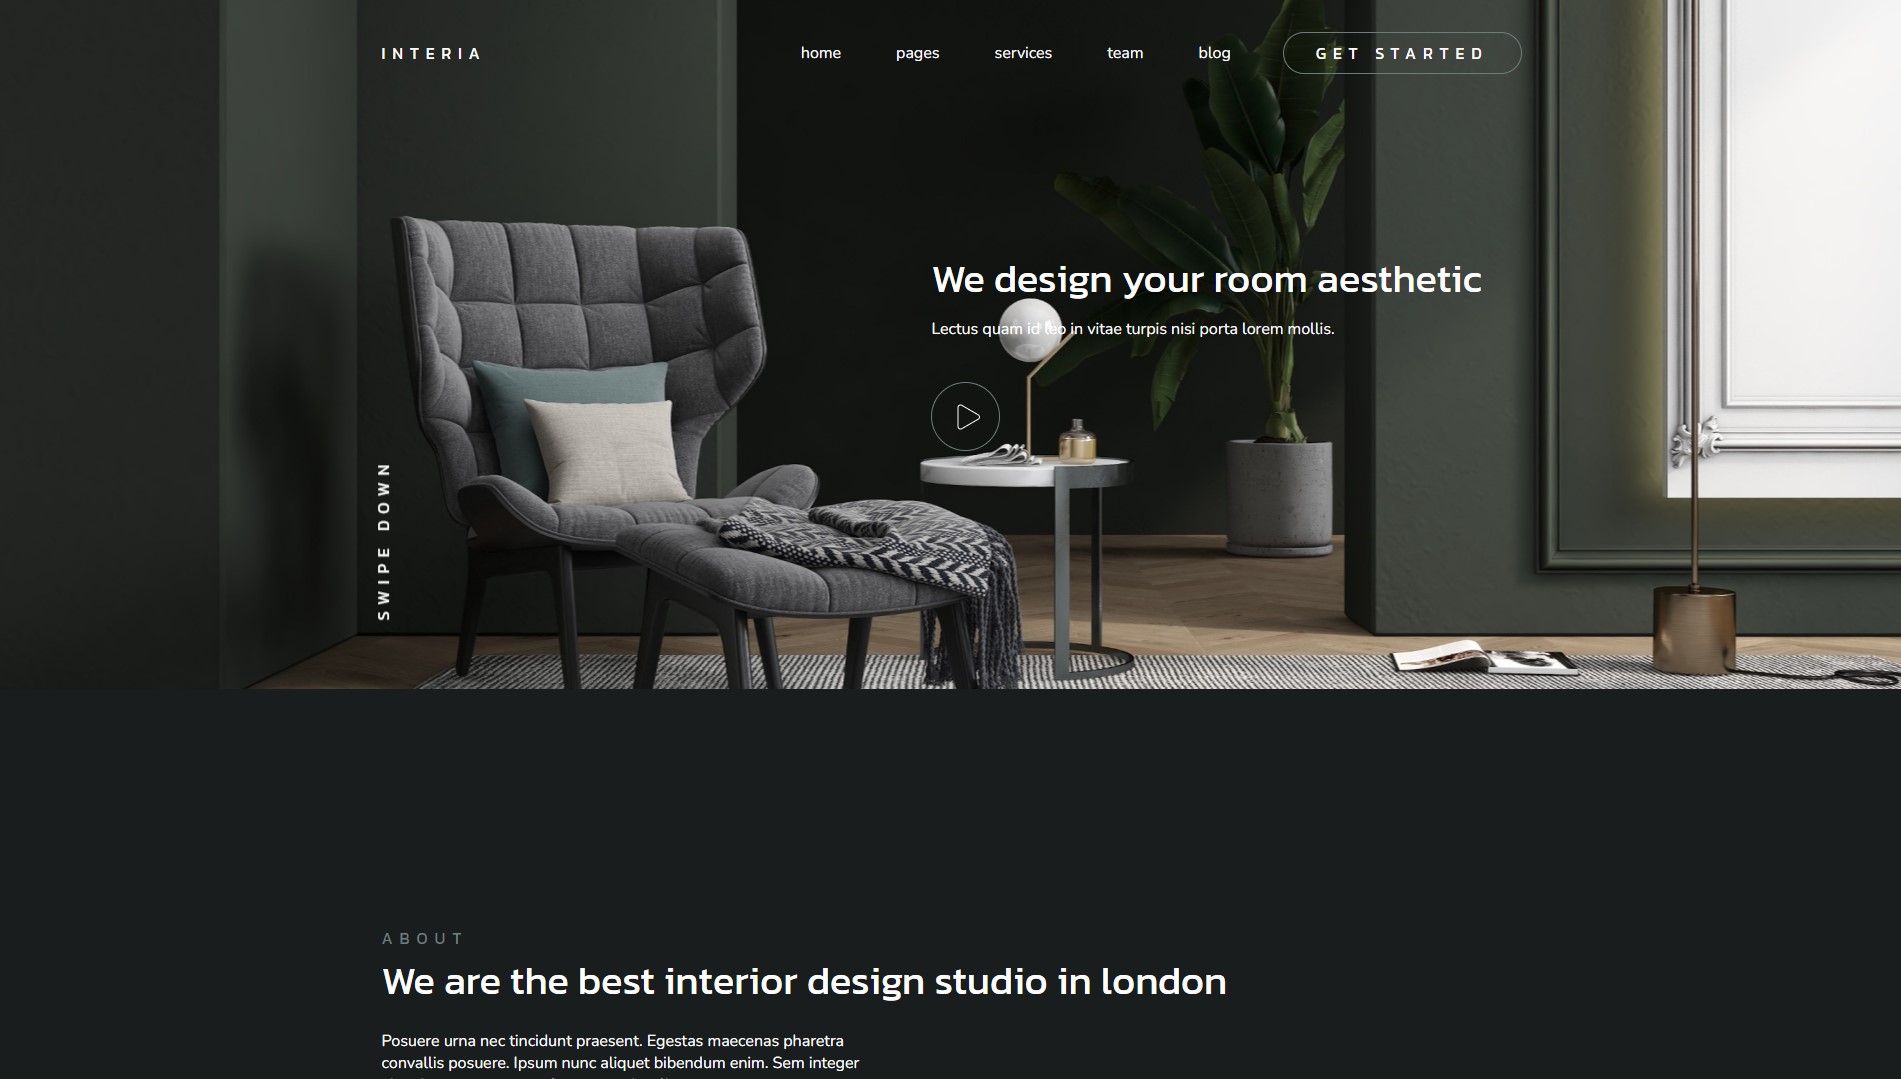 INTERIA
home pages services team blog GET STARTED
We design your room aesthetic
Lectus quam id leo in vitae turpis nisi porta lorem mollis.
SWIPE DOWN
ABOUT
We are the best interior design studio in london
Posuere urna nec tincidunt praesent. Egestas maecenas pharetra
convallis posuere. Ipsum nunc aliquet bibendum enim. Sem integer